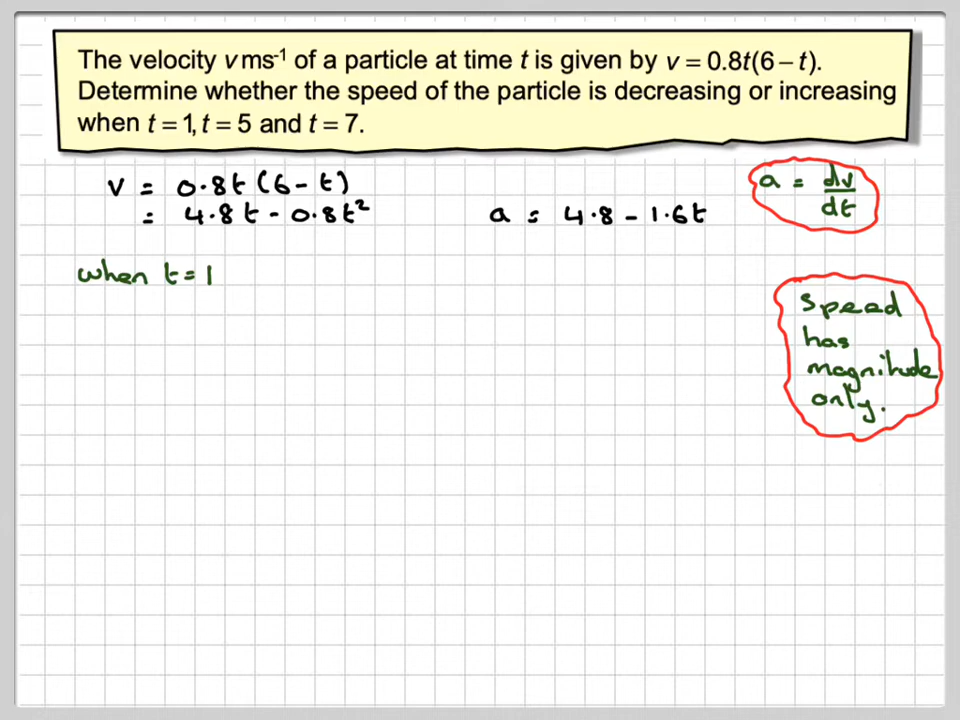 The velocity v ms⁻¹ of a particle at time t is given by v = 0.8t(6 – t).
Determine whether the speed of the particle is decreasing or increasing
when t = 1, t = 5 and t = 7.
v = 0.8t (6 - t)
= 4.8t - 0.8t²
a = 4.8 - 1.6t
a = dv/dt
when t = 1
speed
has
magnitude
only.